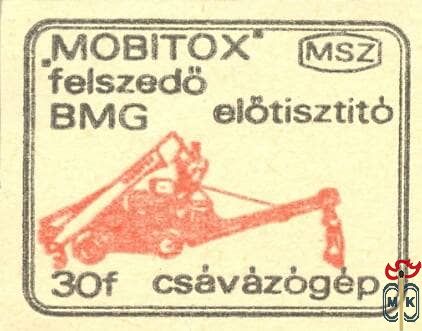 „MOBITOX”
MSZ
felszedő
BMG előtisztító
30f csávázógép
MK